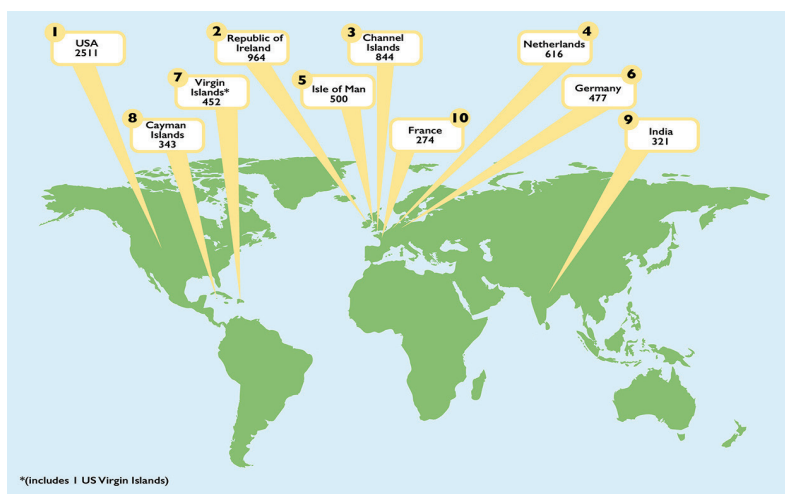 1
USA
2511
2
Republic of
Ireland
964
3
Channel
Islands
844
4
Netherlands
616
5
Isle of Man
500
6
Germany
477
7
Virgin
Islands*
452
8
Cayman
Islands
343
9
India
321
10
France
274
*(includes 1 US Virgin Islands)